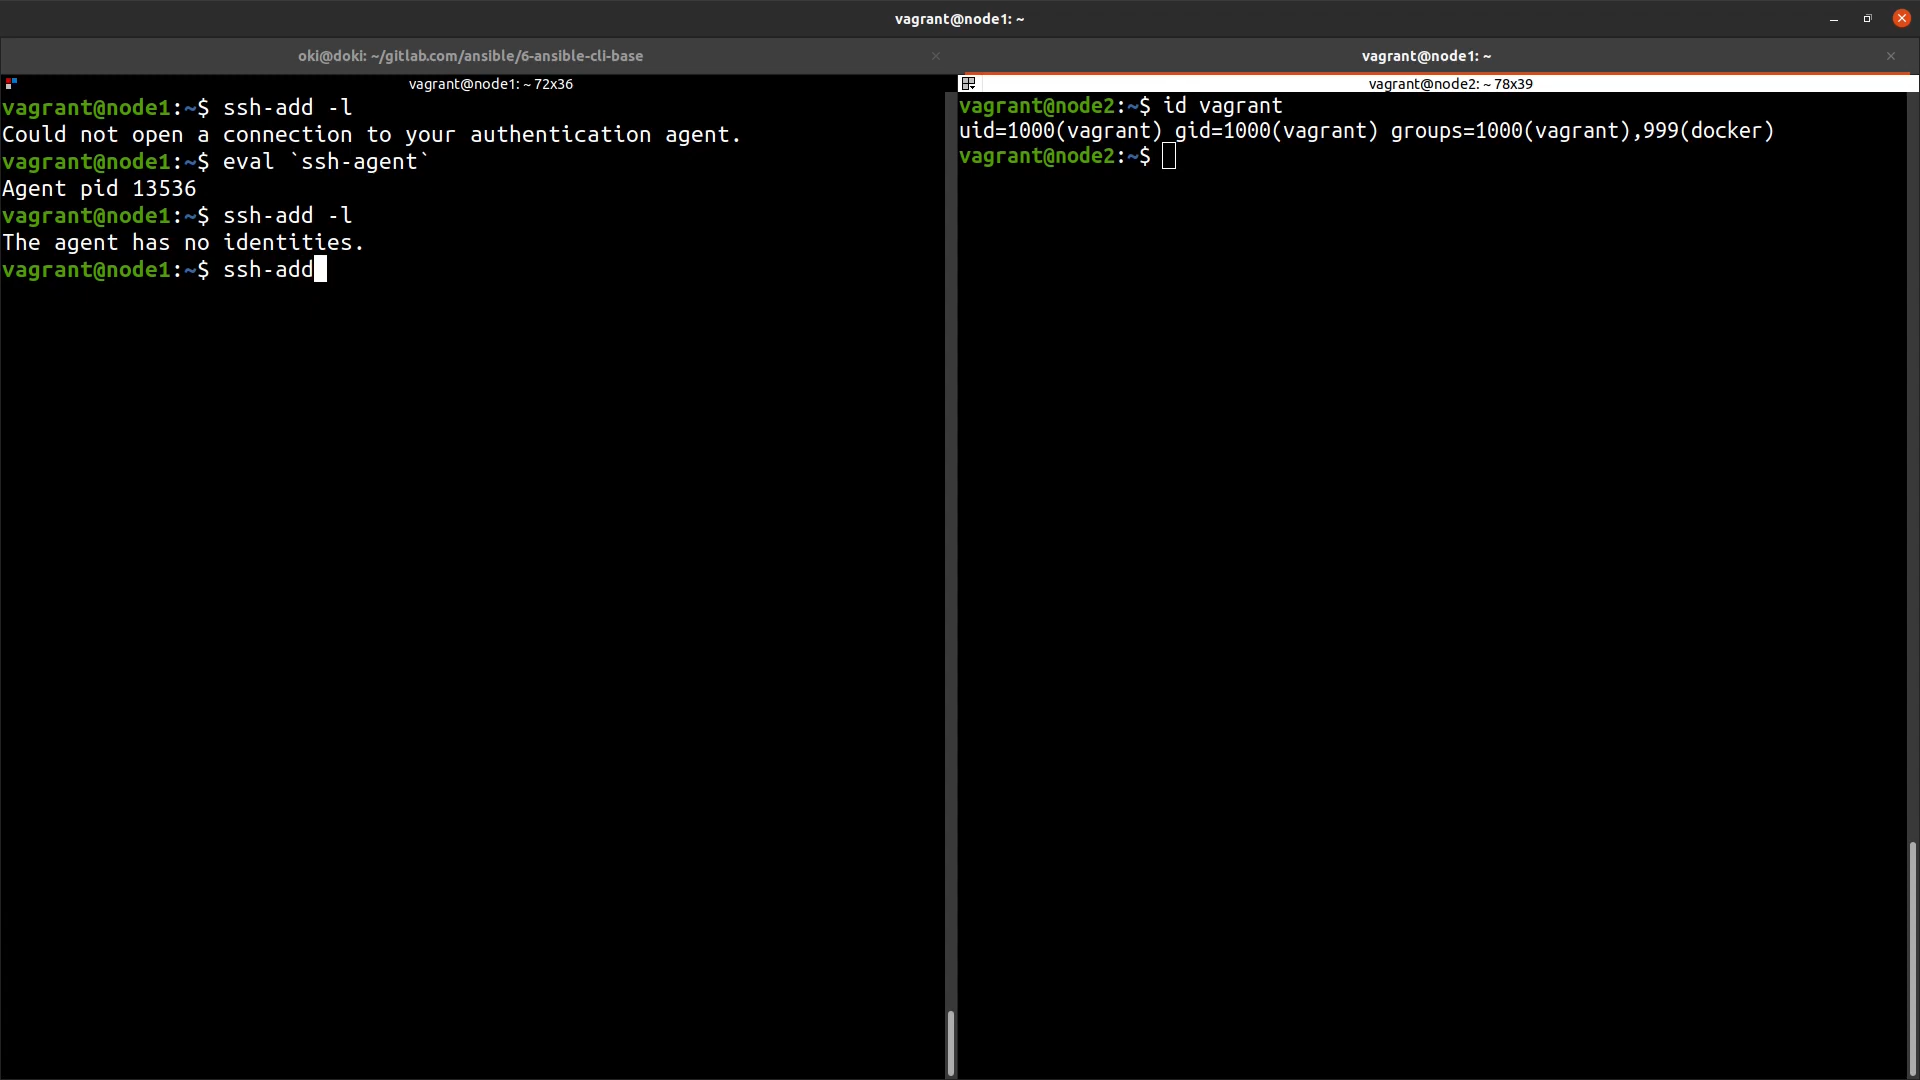 vagrant@node1: ~
oki@doki: ~/gitlab.com/ansible/6-ansible-cli-base
vagrant@node1: ~
vagrant@node1: ~ 72x36
vagrant@node1:~$ ssh-add -l
Could not open a connection to your authentication agent.
vagrant@node1:~$ eval `ssh-agent`
Agent pid 13536
vagrant@node1:~$ ssh-add -l
The agent has no identities.
vagrant@node1:~$ ssh-add
vagrant@node2: ~ 78x39
vagrant@node2:~$ id vagrant
uid=1000(vagrant) gid=1000(vagrant) groups=1000(vagrant),999(docker)
vagrant@node2:~$